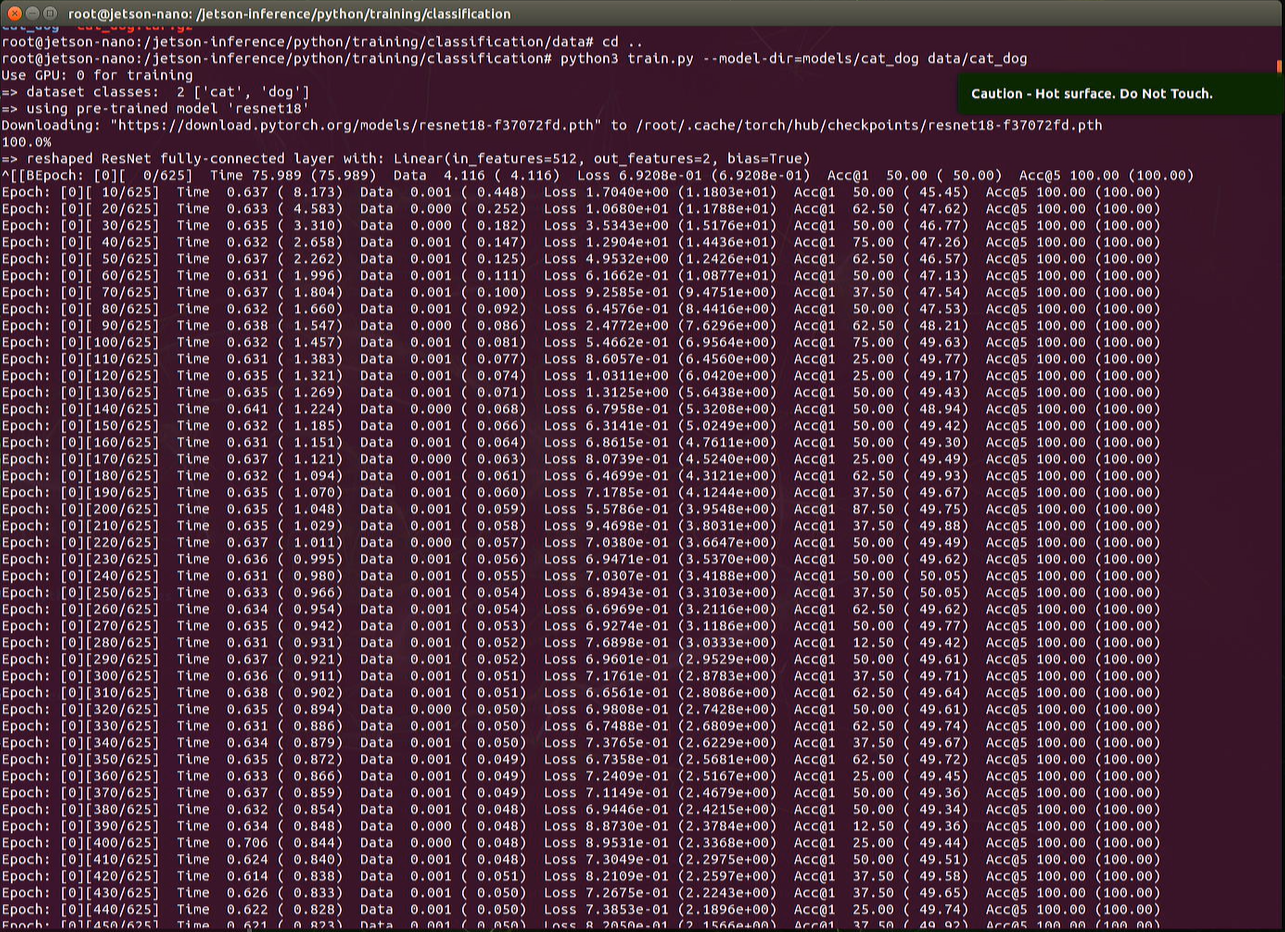 root@jetson-nano: /jetson-inference/python/training/classification
cat_dog cat_dog.tar.gz
root@jetson-nano:/jetson-inference/python/training/classification/data# cd ..
root@jetson-nano:/jetson-inference/python/training/classification# python3 train.py --model-dir=models/cat_dog data/cat_dog
Use GPU: 0 for training
Caution - Hot surface. Do Not Touch.
=> dataset classes:  2 ['cat', 'dog']
=> using pre-trained model 'resnet18'
Downloading: "https://download.pytorch.org/models/resnet18-f37072fd.pth" to /root/.cache/torch/hub/checkpoints/resnet18-f37072fd.pth
100.0%
=> reshaped ResNet fully-connected layer with: Linear(in_features=512, out_features=2, bias=True)
^[[BEpoch: [0][  0/625]  Time 75.989 (75.989)  Data  4.116 ( 4.116)  Loss 6.9208e-01 (6.9208e-01)  Acc@1  50.00 ( 50.00)  Acc@5 100.00 (100.00)
Epoch: [0][ 10/625]  Time  0.637 ( 8.173)  Data  0.001 ( 0.448)  Loss 1.7040e+00 (1.1803e+01)  Acc@1  50.00 ( 45.45)  Acc@5 100.00 (100.00)
Epoch: [0][ 20/625]  Time  0.633 ( 4.583)  Data  0.000 ( 0.252)  Loss 1.0680e+01 (1.1788e+01)  Acc@1  62.50 ( 47.62)  Acc@5 100.00 (100.00)
Epoch: [0][ 30/625]  Time  0.635 ( 3.310)  Data  0.000 ( 0.182)  Loss 3.5343e+00 (1.5176e+01)  Acc@1  50.00 ( 46.77)  Acc@5 100.00 (100.00)
Epoch: [0][ 40/625]  Time  0.632 ( 2.658)  Data  0.001 ( 0.147)  Loss 1.2904e+01 (1.4436e+01)  Acc@1  75.00 ( 47.26)  Acc@5 100.00 (100.00)
Epoch: [0][ 50/625]  Time  0.637 ( 2.262)  Data  0.001 ( 0.125)  Loss 4.9532e+00 (1.2426e+01)  Acc@1  62.50 ( 46.57)  Acc@5 100.00 (100.00)
Epoch: [0][ 60/625]  Time  0.631 ( 1.996)  Data  0.001 ( 0.111)  Loss 6.1662e-01 (1.0877e+01)  Acc@1  50.00 ( 47.13)  Acc@5 100.00 (100.00)
Epoch: [0][ 70/625]  Time  0.637 ( 1.804)  Data  0.001 ( 0.100)  Loss 9.2585e-01 (9.4751e+00)  Acc@1  37.50 ( 47.54)  Acc@5 100.00 (100.00)
Epoch: [0][ 80/625]  Time  0.632 ( 1.660)  Data  0.001 ( 0.092)  Loss 6.4576e-01 (8.4416e+00)  Acc@1  50.00 ( 47.53)  Acc@5 100.00 (100.00)
Epoch: [0][ 90/625]  Time  0.638 ( 1.547)  Data  0.000 ( 0.086)  Loss 2.4772e+00 (7.6296e+00)  Acc@1  62.50 ( 48.21)  Acc@5 100.00 (100.00)
Epoch: [0][100/625]  Time  0.632 ( 1.457)  Data  0.001 ( 0.081)  Loss 5.4662e-01 (6.9564e+00)  Acc@1  75.00 ( 49.63)  Acc@5 100.00 (100.00)
Epoch: [0][110/625]  Time  0.631 ( 1.383)  Data  0.001 ( 0.077)  Loss 8.6057e-01 (6.4560e+00)  Acc@1  25.00 ( 49.77)  Acc@5 100.00 (100.00)
Epoch: [0][120/625]  Time  0.635 ( 1.321)  Data  0.001 ( 0.074)  Loss 1.0311e+00 (6.0420e+00)  Acc@1  25.00 ( 49.17)  Acc@5 100.00 (100.00)
Epoch: [0][130/625]  Time  0.635 ( 1.269)  Data  0.001 ( 0.071)  Loss 1.3125e+00 (5.6438e+00)  Acc@1  50.00 ( 49.43)  Acc@5 100.00 (100.00)
Epoch: [0][140/625]  Time  0.641 ( 1.224)  Data  0.000 ( 0.068)  Loss 6.7958e-01 (5.3208e+00)  Acc@1  50.00 ( 48.94)  Acc@5 100.00 (100.00)
Epoch: [0][150/625]  Time  0.632 ( 1.185)  Data  0.001 ( 0.066)  Loss 6.3141e-01 (5.0249e+00)  Acc@1  50.00 ( 49.42)  Acc@5 100.00 (100.00)
Epoch: [0][160/625]  Time  0.631 ( 1.151)  Data  0.001 ( 0.064)  Loss 6.8615e-01 (4.7611e+00)  Acc@1  50.00 ( 49.30)  Acc@5 100.00 (100.00)
Epoch: [0][170/625]  Time  0.637 ( 1.121)  Data  0.000 ( 0.063)  Loss 8.0739e-01 (4.5240e+00)  Acc@1  25.00 ( 49.49)  Acc@5 100.00 (100.00)
Epoch: [0][180/625]  Time  0.632 ( 1.094)  Data  0.001 ( 0.061)  Loss 6.4699e-01 (4.3121e+00)  Acc@1  62.50 ( 49.93)  Acc@5 100.00 (100.00)
Epoch: [0][190/625]  Time  0.635 ( 1.070)  Data  0.001 ( 0.060)  Loss 7.1785e-01 (4.1244e+00)  Acc@1  37.50 ( 49.67)  Acc@5 100.00 (100.00)
Epoch: [0][200/625]  Time  0.635 ( 1.048)  Data  0.001 ( 0.059)  Loss 5.5786e-01 (3.9548e+00)  Acc@1  87.50 ( 49.75)  Acc@5 100.00 (100.00)
Epoch: [0][210/625]  Time  0.635 ( 1.029)  Data  0.001 ( 0.058)  Loss 9.4698e-01 (3.8031e+00)  Acc@1  37.50 ( 49.88)  Acc@5 100.00 (100.00)
Epoch: [0][220/625]  Time  0.637 ( 1.011)  Data  0.000 ( 0.057)  Loss 7.0380e-01 (3.6647e+00)  Acc@1  50.00 ( 49.49)  Acc@5 100.00 (100.00)
Epoch: [0][230/625]  Time  0.636 ( 0.995)  Data  0.001 ( 0.056)  Loss 6.9471e-01 (3.5370e+00)  Acc@1  50.00 ( 49.62)  Acc@5 100.00 (100.00)
Epoch: [0][240/625]  Time  0.631 ( 0.980)  Data  0.001 ( 0.055)  Loss 7.0307e-01 (3.4188e+00)  Acc@1  50.00 ( 50.05)  Acc@5 100.00 (100.00)
Epoch: [0][250/625]  Time  0.633 ( 0.966)  Data  0.001 ( 0.054)  Loss 6.8943e-01 (3.3103e+00)  Acc@1  37.50 ( 50.05)  Acc@5 100.00 (100.00)
Epoch: [0][260/625]  Time  0.634 ( 0.954)  Data  0.001 ( 0.054)  Loss 6.6969e-01 (3.2116e+00)  Acc@1  62.50 ( 49.62)  Acc@5 100.00 (100.00)
Epoch: [0][270/625]  Time  0.635 ( 0.942)  Data  0.001 ( 0.053)  Loss 6.9274e-01 (3.1186e+00)  Acc@1  50.00 ( 49.77)  Acc@5 100.00 (100.00)
Epoch: [0][280/625]  Time  0.631 ( 0.931)  Data  0.001 ( 0.052)  Loss 7.6898e-01 (3.0333e+00)  Acc@1  12.50 ( 49.42)  Acc@5 100.00 (100.00)
Epoch: [0][290/625]  Time  0.637 ( 0.921)  Data  0.001 ( 0.052)  Loss 6.9601e-01 (2.9529e+00)  Acc@1  50.00 ( 49.61)  Acc@5 100.00 (100.00)
Epoch: [0][300/625]  Time  0.636 ( 0.911)  Data  0.001 ( 0.051)  Loss 7.1761e-01 (2.8783e+00)  Acc@1  37.50 ( 49.71)  Acc@5 100.00 (100.00)
Epoch: [0][310/625]  Time  0.638 ( 0.902)  Data  0.001 ( 0.051)  Loss 6.6561e-01 (2.8086e+00)  Acc@1  62.50 ( 49.64)  Acc@5 100.00 (100.00)
Epoch: [0][320/625]  Time  0.635 ( 0.894)  Data  0.000 ( 0.050)  Loss 6.9808e-01 (2.7428e+00)  Acc@1  50.00 ( 49.61)  Acc@5 100.00 (100.00)
Epoch: [0][330/625]  Time  0.631 ( 0.886)  Data  0.001 ( 0.050)  Loss 6.7488e-01 (2.6809e+00)  Acc@1  62.50 ( 49.74)  Acc@5 100.00 (100.00)
Epoch: [0][340/625]  Time  0.634 ( 0.879)  Data  0.001 ( 0.050)  Loss 7.3765e-01 (2.6229e+00)  Acc@1  37.50 ( 49.67)  Acc@5 100.00 (100.00)
Epoch: [0][350/625]  Time  0.635 ( 0.872)  Data  0.001 ( 0.049)  Loss 6.7358e-01 (2.5681e+00)  Acc@1  62.50 ( 49.72)  Acc@5 100.00 (100.00)
Epoch: [0][360/625]  Time  0.633 ( 0.866)  Data  0.001 ( 0.049)  Loss 7.2409e-01 (2.5167e+00)  Acc@1  25.00 ( 49.45)  Acc@5 100.00 (100.00)
Epoch: [0][370/625]  Time  0.637 ( 0.859)  Data  0.001 ( 0.049)  Loss 7.1149e-01 (2.4679e+00)  Acc@1  50.00 ( 49.36)  Acc@5 100.00 (100.00)
Epoch: [0][380/625]  Time  0.632 ( 0.854)  Data  0.001 ( 0.048)  Loss 6.9446e-01 (2.4215e+00)  Acc@1  50.00 ( 49.34)  Acc@5 100.00 (100.00)
Epoch: [0][390/625]  Time  0.634 ( 0.848)  Data  0.000 ( 0.048)  Loss 8.8730e-01 (2.3784e+00)  Acc@1  12.50 ( 49.36)  Acc@5 100.00 (100.00)
Epoch: [0][400/625]  Time  0.706 ( 0.844)  Data  0.000 ( 0.048)  Loss 8.9531e-01 (2.3368e+00)  Acc@1  25.00 ( 49.44)  Acc@5 100.00 (100.00)
Epoch: [0][410/625]  Time  0.624 ( 0.840)  Data  0.001 ( 0.048)  Loss 7.3049e-01 (2.2975e+00)  Acc@1  50.00 ( 49.51)  Acc@5 100.00 (100.00)
Epoch: [0][420/625]  Time  0.614 ( 0.838)  Data  0.001 ( 0.051)  Loss 8.2109e-01 (2.2597e+00)  Acc@1  37.50 ( 49.58)  Acc@5 100.00 (100.00)
Epoch: [0][430/625]  Time  0.626 ( 0.833)  Data  0.001 ( 0.050)  Loss 7.2675e-01 (2.2243e+00)  Acc@1  37.50 ( 49.65)  Acc@5 100.00 (100.00)
Epoch: [0][440/625]  Time  0.622 ( 0.828)  Data  0.001 ( 0.050)  Loss 7.3853e-01 (2.1896e+00)  Acc@1  25.00 ( 49.74)  Acc@5 100.00 (100.00)
Epoch: [0][450/625]  Time  0.621 ( 0.823)  Data  0.001 ( 0.050)  Loss 8.2050e-01 (2.1566e+00)  Acc@1  37.50 ( 49.92)  Acc@5 100.00 (100.00)